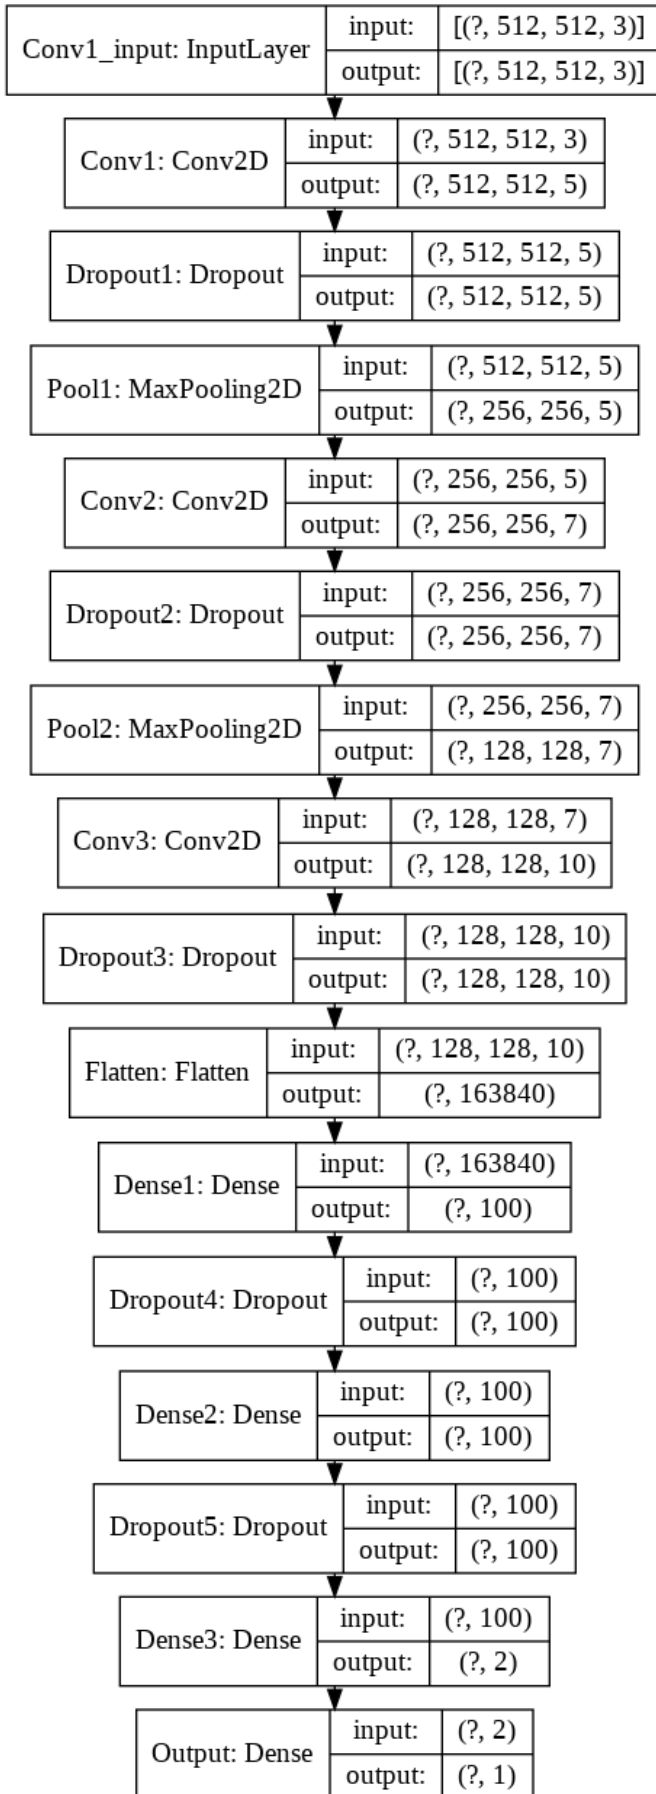 Conv1_input: InputLayer input: [(?, 512, 512, 3)]
output: [(?, 512, 512, 3)]
Conv1: Conv2D input: (?, 512, 512, 3)
output: (?, 512, 512, 5)
Dropout1: Dropout input: (?, 512, 512, 5)
output: (?, 512, 512, 5)
Pool1: MaxPooling2D input: (?, 512, 512, 5)
output: (?, 256, 256, 5)
Conv2: Conv2D input: (?, 256, 256, 5)
output: (?, 256, 256, 7)
Dropout2: Dropout input: (?, 256, 256, 7)
output: (?, 256, 256, 7)
Pool2: MaxPooling2D input: (?, 256, 256, 7)
output: (?, 128, 128, 7)
Conv3: Conv2D input: (?, 128, 128, 7)
output: (?, 128, 128, 10)
Dropout3: Dropout input: (?, 128, 128, 10)
output: (?, 128, 128, 10)
Flatten: Flatten input: (?, 128, 128, 10)
output: (?, 163840)
Dense1: Dense input: (?, 163840)
output: (?, 100)
Dropout4: Dropout input: (?, 100)
output: (?, 100)
Dense2: Dense input: (?, 100)
output: (?, 100)
Dropout5: Dropout input: (?, 100)
output: (?, 100)
Dense3: Dense input: (?, 100)
output: (?, 2)
Output: Dense input: (?, 2)
output: (?, 1)